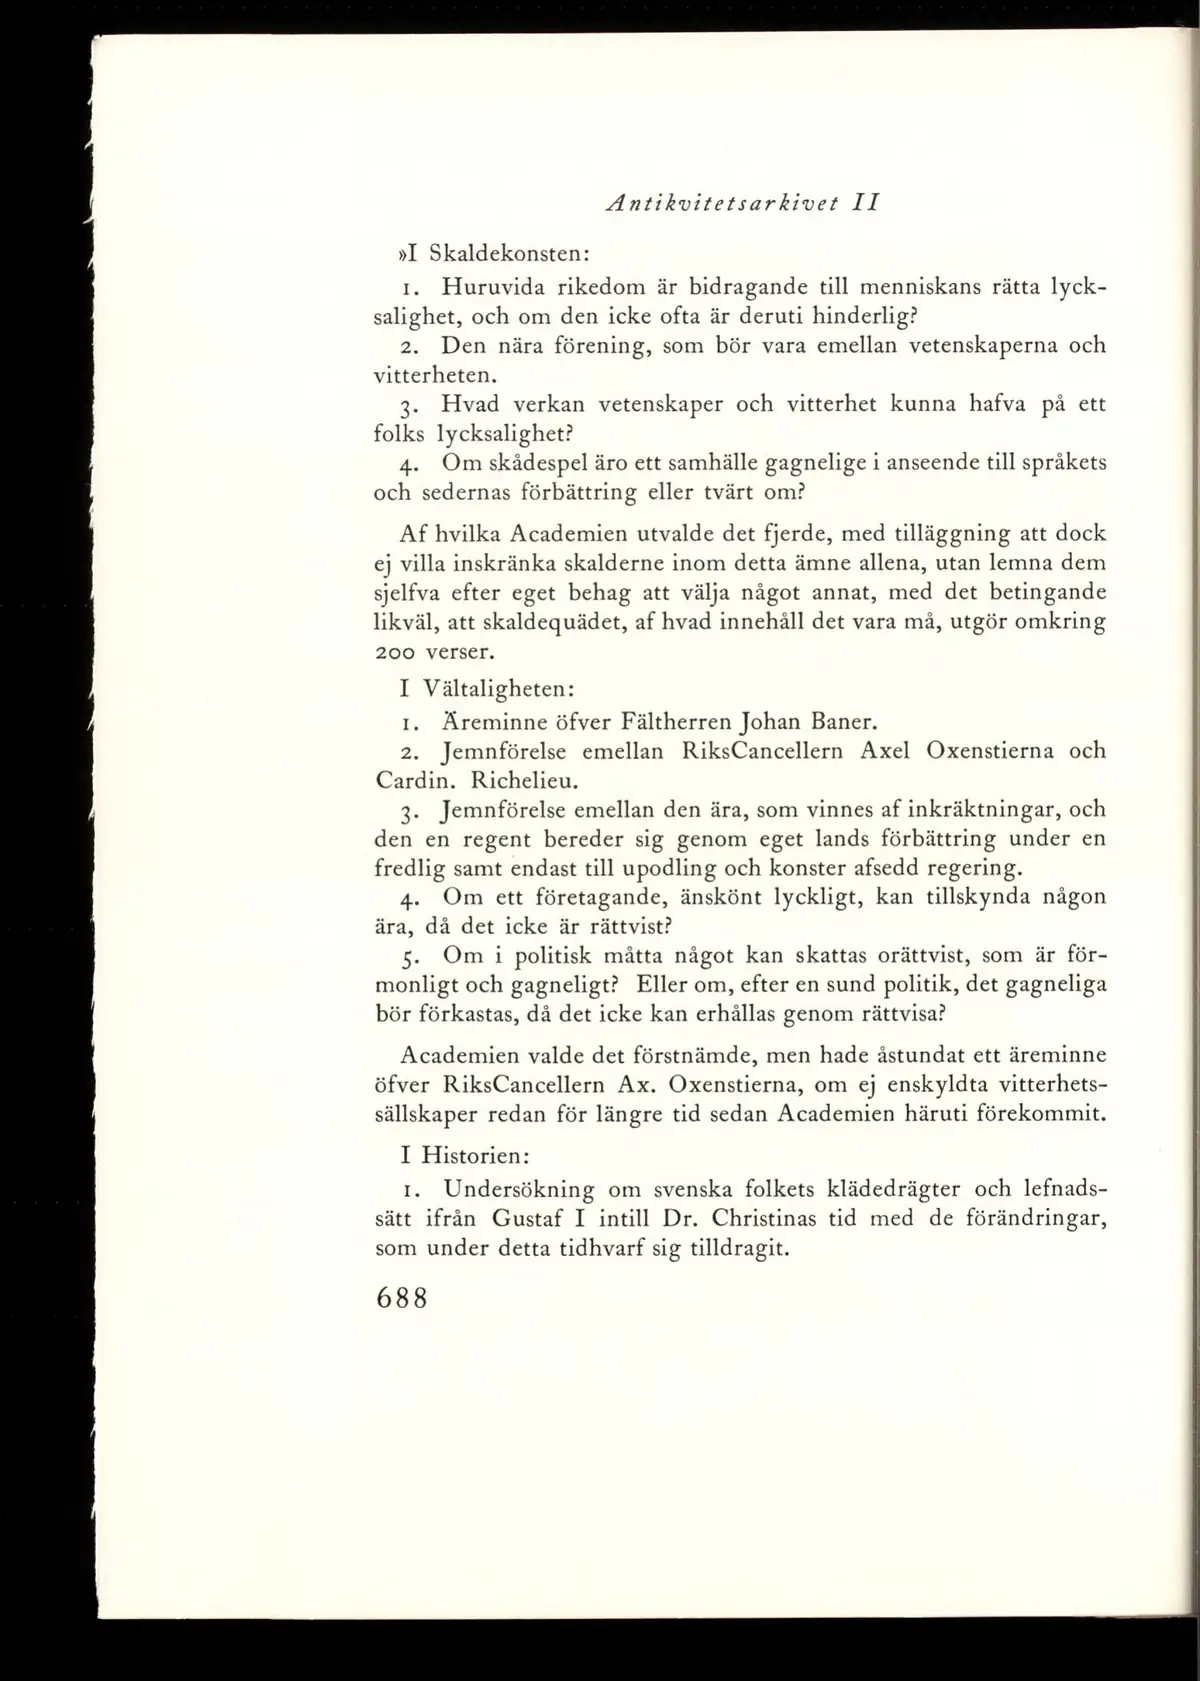 Antikvitetsarkivet II
»I Skaldekonsten:
1. Huruvida rikedom är bidragande till menniskans rätta lyck-
salighet, och om den icke ofta är deruti hinderlig?
2. Den nära förening, som bör vara emellan vetenskaperna och
vitterheten.
3. Hvad verkan vetenskaper och vitterhet kunna hafva på ett
folks lycksalighet?
4. Om skådespel äro ett samhälle gagnelige i anseende till språkets
och sedernas förbättring eller tvärt om?
Af hvilka Academien utvalde det fjerde, med tilläggning att dock
ej villa inskränka skalderne inom detta ämne allena, utan lemna dem
sjelfva efter eget behag att välja något annat, med det betingande
likväl, att skaldequädet, af hvad innehåll det vara må, utgör omkring
200 verser.
I Vältaligheten:
1. Äreminne öfver Fältherren Johan Baner.
2. Jemnförelse emellan RiksCancellern Axel Oxenstierna och
Cardin. Richelieu.
3. Jemnförelse emellan den ära, som vinnes af inkräktningar, och
den en regent bereder sig genom eget lands förbättring under en
fredlig samt endast till upodling och konster afsedd regering.
4. Om ett företagande, änskönt lyckligt, kan tillskynda någon
ära, då det icke är rättvist?
5. Om i politisk måtta något kan skattas orättvist, som är för-
monligt och gagneligt? Eller om, efter en sund politik, det gagneliga
bör förkastas, då det icke kan erhållas genom rättvisa?
Academien valde det förstnämde, men hade åstundat ett äreminne
öfver RiksCancellern Ax. Oxenstierna, om ej enskyldta vitterhets-
sällskaper redan för längre tid sedan Academien häruti förekommit.
I Historien:
1. Undersökning om svenska folkets klädedrägter och lefnads-
sätt ifrån Gustaf I intill Dr. Christinas tid med de förändringar,
som under detta tidhvarf sig tilldragit.
688